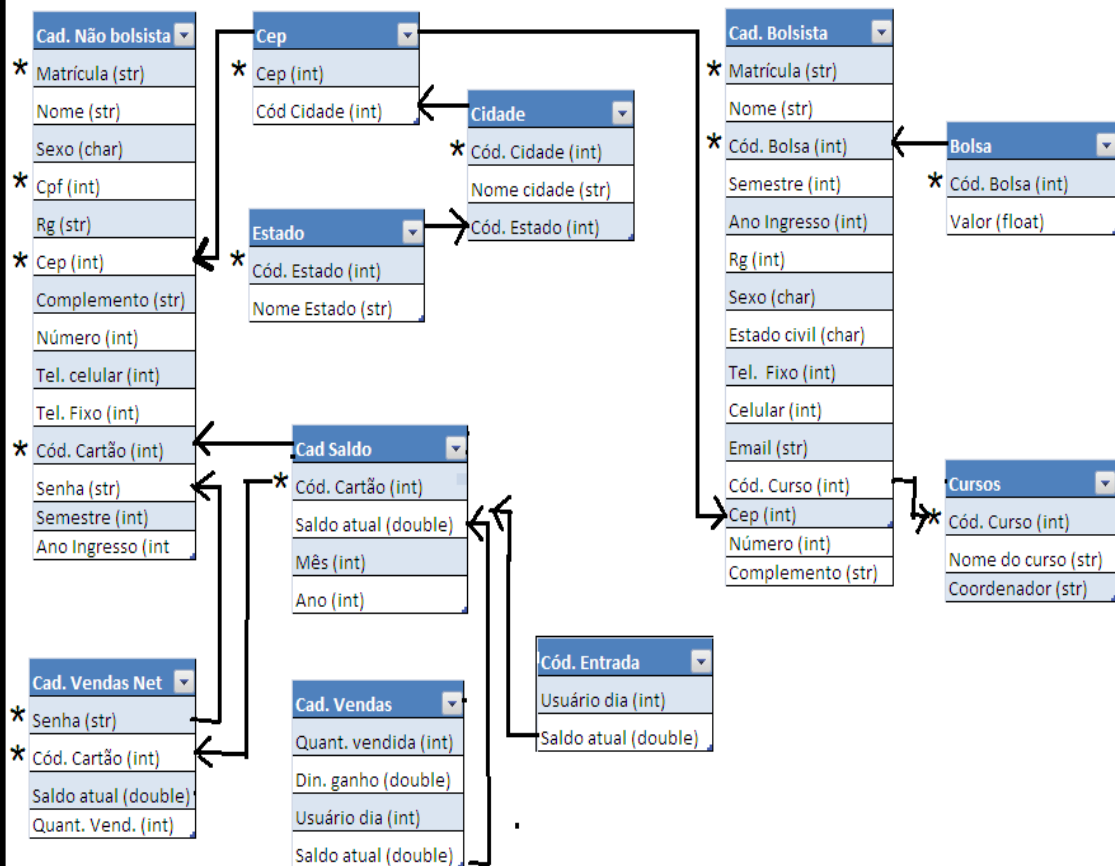 Cad. Não bolsista
* Matrícula (str)
Nome (str)
Sexo (char)
* Cpf (int)
Rg (str)
* Cep (int)
Complemento (str)
Número (int)
Tel. celular (int)
Tel. Fixo (int)
* Cód. Cartão (int)
Senha (str)
Semestre (int)
Ano Ingresso (int
Cep
* Cep (int)
Cód Cidade (int)
Cidade
* Cód. Cidade (int)
Nome cidade (str)
Cód. Estado (int)
Estado
* Cód. Estado (int)
Nome Estado (str)
Cad. Bolsista
* Matrícula (str)
Nome (str)
* Cód. Bolsa (int)
Semestre (int)
Ano Ingresso (int)
Rg (int)
Sexo (char)
Estado civil (char)
Tel. Fixo (int)
Celular (int)
Email (str)
Cód. Curso (int)
Cep (int)
Número (int)
Complemento (str)
Bolsa
* Cód. Bolsa (int)
Valor (float)
Cursos
* Cód. Curso (int)
Nome do curso (str)
Coordenador (str)
Cad Saldo
* Cód. Cartão (int)
Saldo atual (double)
Mês (int)
Ano (int)
Cad. Vendas Net
* Senha (str)
* Cód. Cartão (int)
Saldo atual (double)
Quant. Vend. (int)
Cad. Vendas
Quant. vendida (int)
Din. ganho (double)
Usuário dia (int)
Saldo atual (double)
Cód. Entrada
Usuário dia (int)
Saldo atual (double)